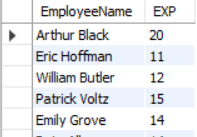 EmployeeName EXP
Arthur Black 20
Eric Hoffman 11
William Butler 12
Patrick Voltz 15
Emily Grove 14